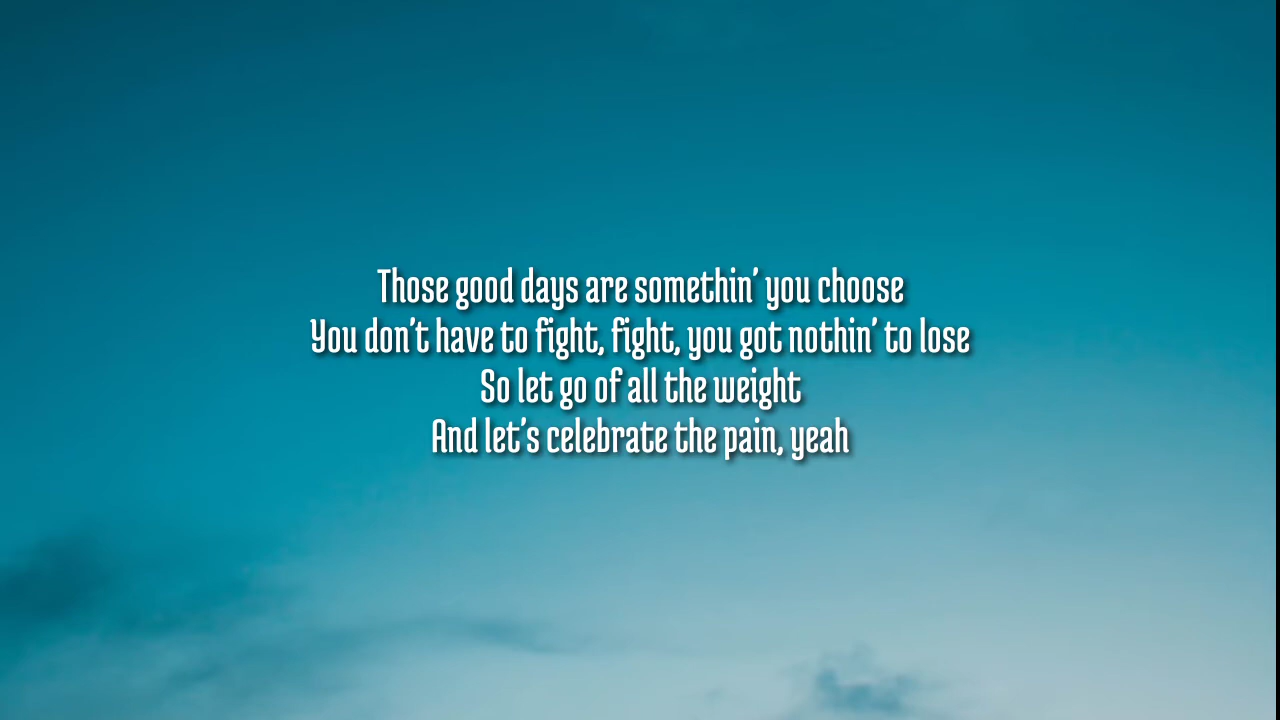 Those good days are somethin' you choose
You don't have to fight, fight, you got nothin' to lose
So let go of all the weight
And let's celebrate the pain, yeah